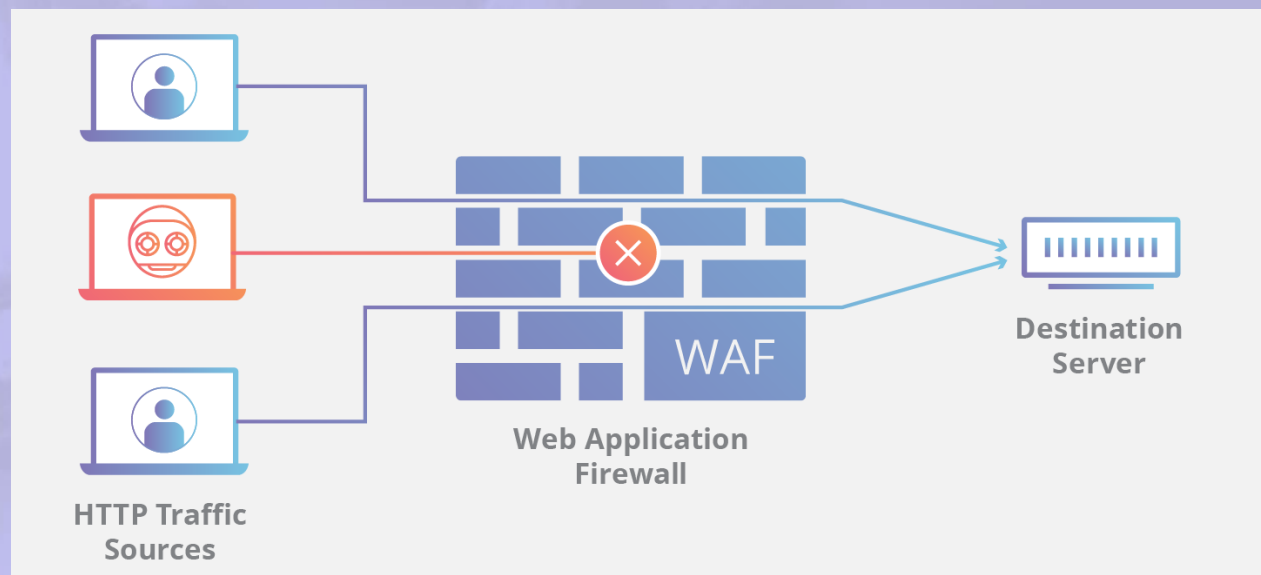 WAF
Web Application
Firewall
HTTP Traffic
Sources
Destination
Server